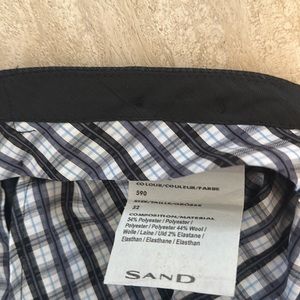 COLOUR/COULEUR/FARBE
590
SIZE/TAILLE/GRÖSSE
52
COMPOSITION/MATERIAL
54% Polyester / Polyester
/ Polyester 44% Wool /
Wolle / Laine / Uld 2% Elastane /
Elasthan / Elasthane / Elasthan
SAND